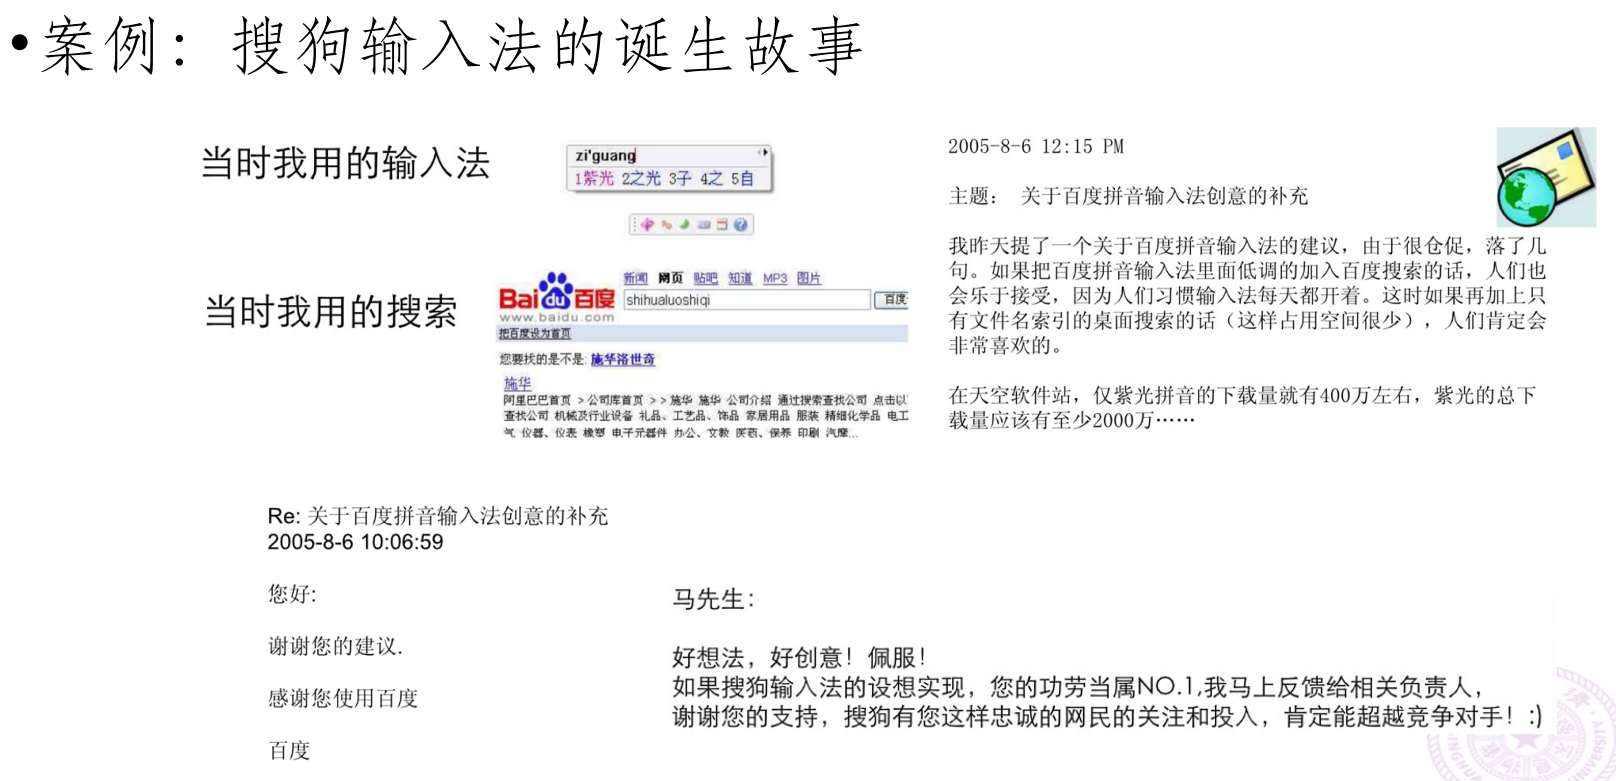 •案例：搜狗输入法的诞生故事
当时我用的输入法
zi'guang
1紫光 2之光 3子 4之 5自
当时我用的搜索
Bai du 百度
www.baidu.com
新闻 网页 贴吧 知道 MP3 图片
shihualuoshiqi
百度
把百度设为首页
您要找的是不是: 施华洛世奇
施华
阿里巴巴首页 > 公司库首页 > > 施华 施华 公司介绍 通过搜索查找公司 点击以
查找公司 机械及行业设备 礼品、工艺品、饰品 家居用品 服装 精细化学品 电工
气 仪器、仪表 橡塑 电子元器件 办公、文教 医药、保养 印刷 汽摩...
2005-8-6 12:15 PM
主题： 关于百度拼音输入法创意的补充
我昨天提了一个关于百度拼音输入法的建议，由于很仓促，落了几
句。如果把百度拼音输入法里面低调的加入百度搜索的话，人们也
会乐于接受，因为人们习惯输入法每天都开着。这时如果再加上只
有文件名索引的桌面搜索的话（这样占用空间很少），人们肯定会
非常喜欢的。
在天空软件站，仅紫光拼音的下载量就有400万左右，紫光的总下
载量应该有至少2000万……
Re: 关于百度拼音输入法创意的补充
2005-8-6 10:06:59
您好:
谢谢您的建议.
感谢您使用百度
百度
马先生：
好想法，好创意！佩服！
如果搜狗输入法的设想实现，您的功劳当属NO.1,我马上反馈给相关负责人，
谢谢您的支持，搜狗有您这样忠诚的网民的关注和投入，肯定能超越竞争对手！:)